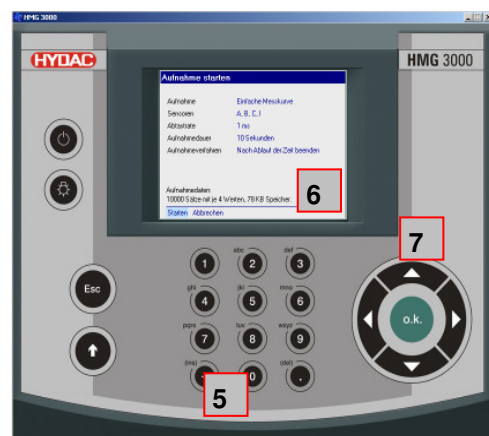 HMG 3000
HYDAC
HMG 3000
Aufnahme starten
Aufnahme Einfache Messkurve
Sensoren A, B, C, I
Abtastrate 1 ms
Aufnahmedauer 10 Sekunden
Aufnahmeverfahren Nach Ablauf der Zeit beenden
Aufnahmedaten:
10000 Sätze mit je 4 Werten, 78 KB Speicher.
Starten Abbrechen
6
7
abc def
1 2 3
Esc
ghi jkl mno
4 5 6
o.k.
pqrs tuv wxyz
7 8 9
(ins) (del)
5
0 .